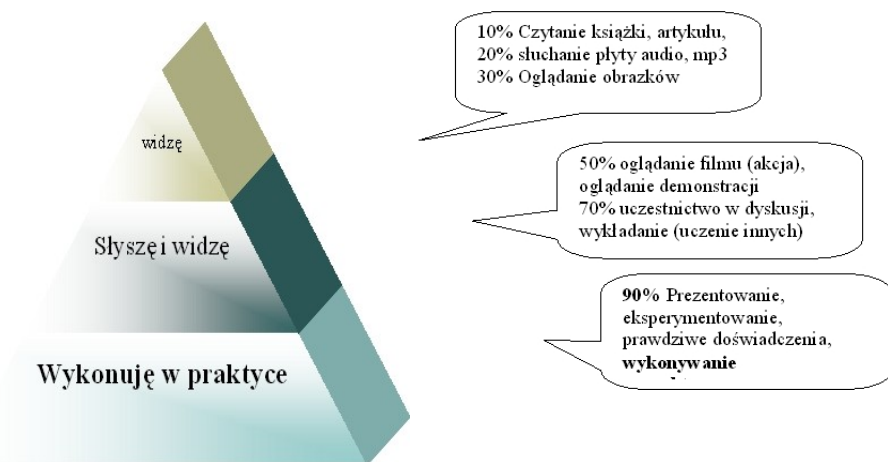 widzę
Słyszę i widzę
Wykonuję w praktyce
10% Czytanie książki, artykułu,
20% słuchanie płyty audio, mp3
30% Oglądanie obrazków
50% oglądanie filmu (akcja),
oglądanie demonstracji
70% uczestnictwo w dyskusji,
wykładanie (uczenie innych)
90% Prezentowanie,
eksperymentowanie,
prawdziwe doświadczenia,
wykonywanie